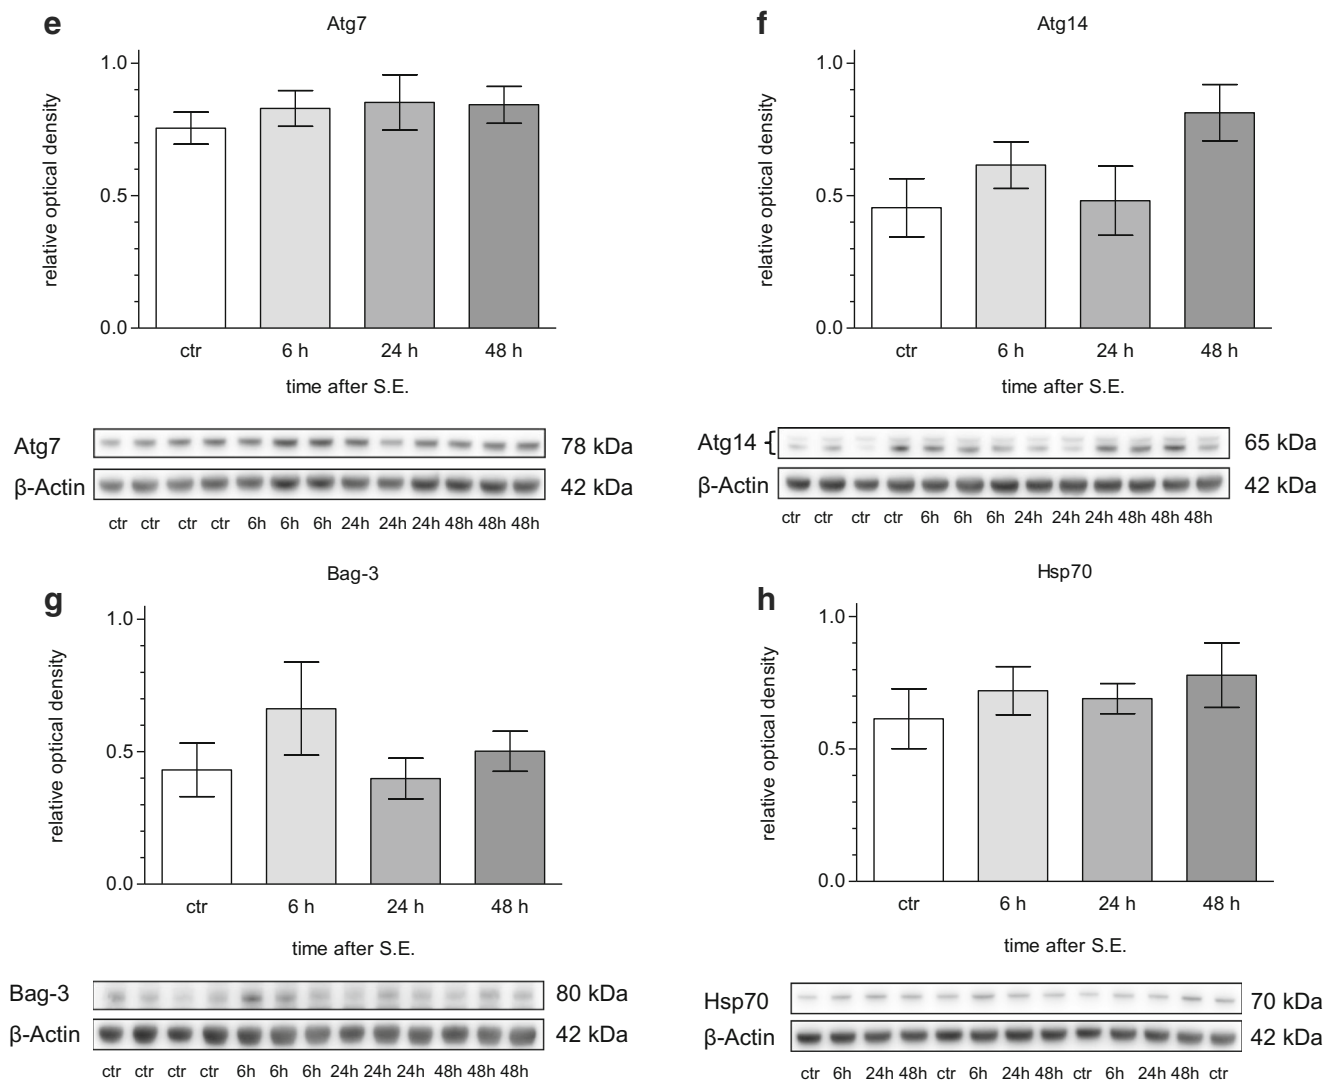 e
Atg7
1.0
0.5
0.0
relative optical density
ctr 6 h 24 h 48 h
time after S.E.
Atg7 78 kDa
β-Actin 42 kDa
ctr ctr ctr ctr 6h 6h 6h 24h 24h 24h 48h 48h 48h
f
Atg14
1.0
0.5
0.0
relative optical density
ctr 6 h 24 h 48 h
time after S.E.
Atg14 { 65 kDa
β-Actin 42 kDa
ctr ctr ctr ctr 6h 6h 6h 24h 24h 24h 48h 48h 48h
g
Bag-3
1.0
0.5
0.0
relative optical density
ctr 6 h 24 h 48 h
time after S.E.
Bag-3 80 kDa
β-Actin 42 kDa
ctr ctr ctr ctr 6h 6h 6h 24h 24h 24h 48h 48h 48h
h
Hsp70
1.0
0.5
0.0
relative optical density
ctr 6 h 24 h 48 h
time after S.E.
Hsp70 70 kDa
β-Actin 42 kDa
ctr 6h 24h 48h ctr 6h 24h 48h ctr 6h 24h 48h ctr